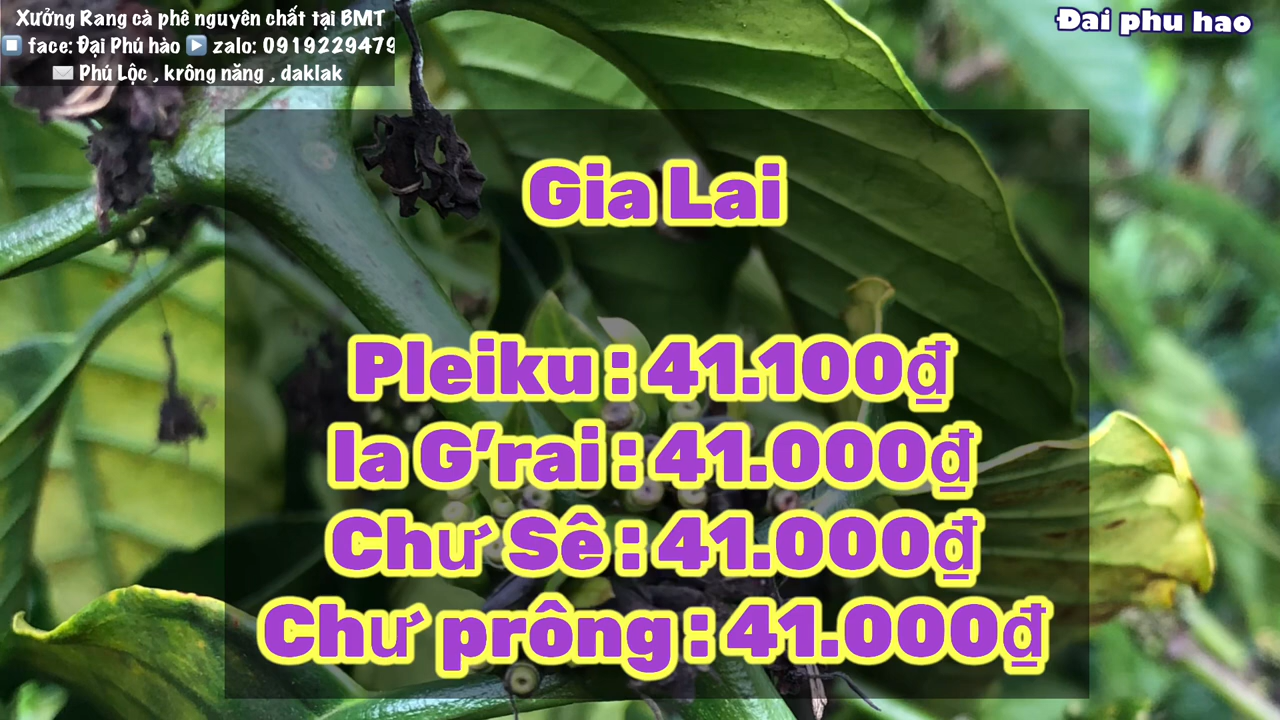 Xưởng Rang cà phê nguyên chất tại BMT
face: Đại Phú hào ▶ zalo: 0919229479
Phú Lộc , krông năng , daklak
Đai phu hao
Gia Lai
Pleiku : 41.100₫
Ia G’rai : 41.000₫
Chư Sê : 41.000₫
Chư prông : 41.000₫